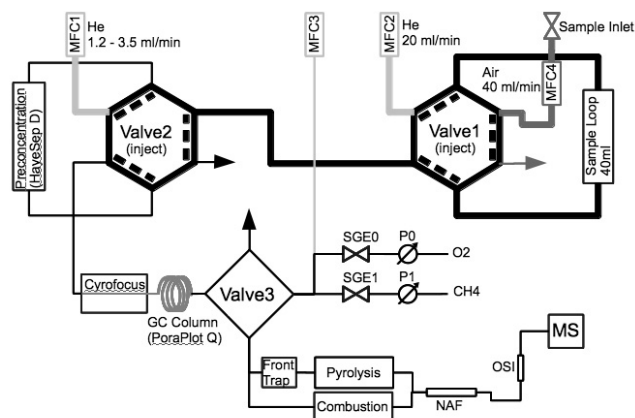 MFC1
He
1.2 - 3.5 ml/min
MFC3
MFC2
He
20 ml/min
Sample Inlet
Air
40 ml/min
MFC4
Preconcentration
(HayeSep D)
Valve2
(inject)
Valve1
(inject)
Sample Loop
40ml
SGE0
P0
O2
SGE1
P1
CH4
Cyrofocus
GC Column
(PoraPlot Q)
Valve3
Front
Trap
Pyrolysis
Combustion
NAF
OSI
MS